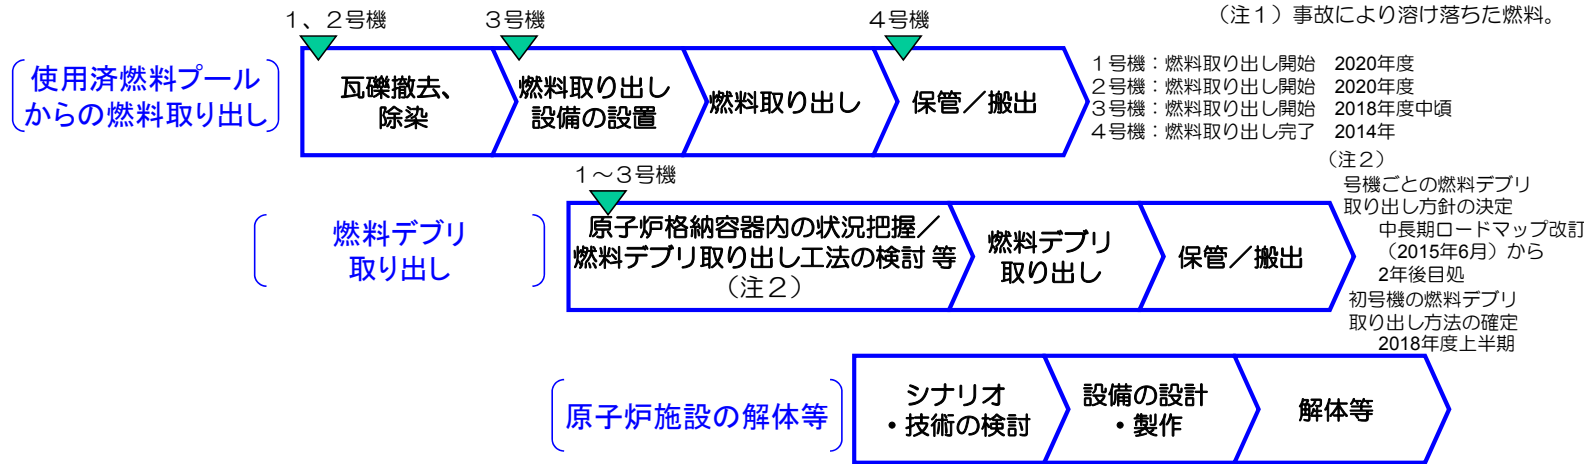 (注1)事故により溶け落ちた燃料。
1、2号機
3号機
4号機
使用済燃料プール
からの燃料取り出し
瓦礫撤去、
除染
燃料取り出し
設備の設置
燃料取り出し
保管/搬出
1号機:燃料取り出し開始 2020年度
2号機:燃料取り出し開始 2020年度
3号機:燃料取り出し開始 2018年度中頃
4号機:燃料取り出し完了 2014年
1~3号機
燃料デブリ
取り出し
原子炉格納容器内の状況把握/
燃料デブリ取り出し工法の検討 等
(注2)
燃料デブリ
取り出し
保管/搬出
(注2)
号機ごとの燃料デブリ
取り出し方針の決定
中長期ロードマップ改訂
(2015年6月)から
2年後目処
初号機の燃料デブリ
取り出し方法の確定
2018年度上半期
原子炉施設の解体等
シナリオ
・技術の検討
設備の設計
・製作
解体等